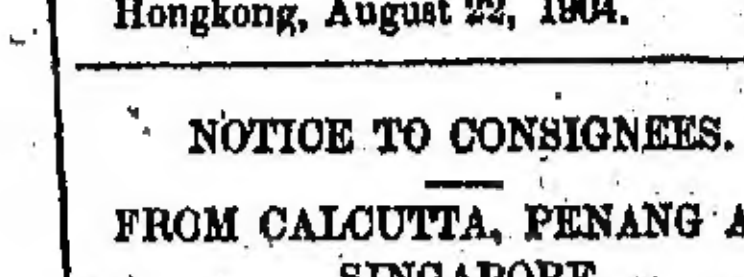 Hongkong, August 22, 1904.
NOTICE TO CONSIGNEES.
FROM CALCUTTA, PENANG A
SINGAPORE